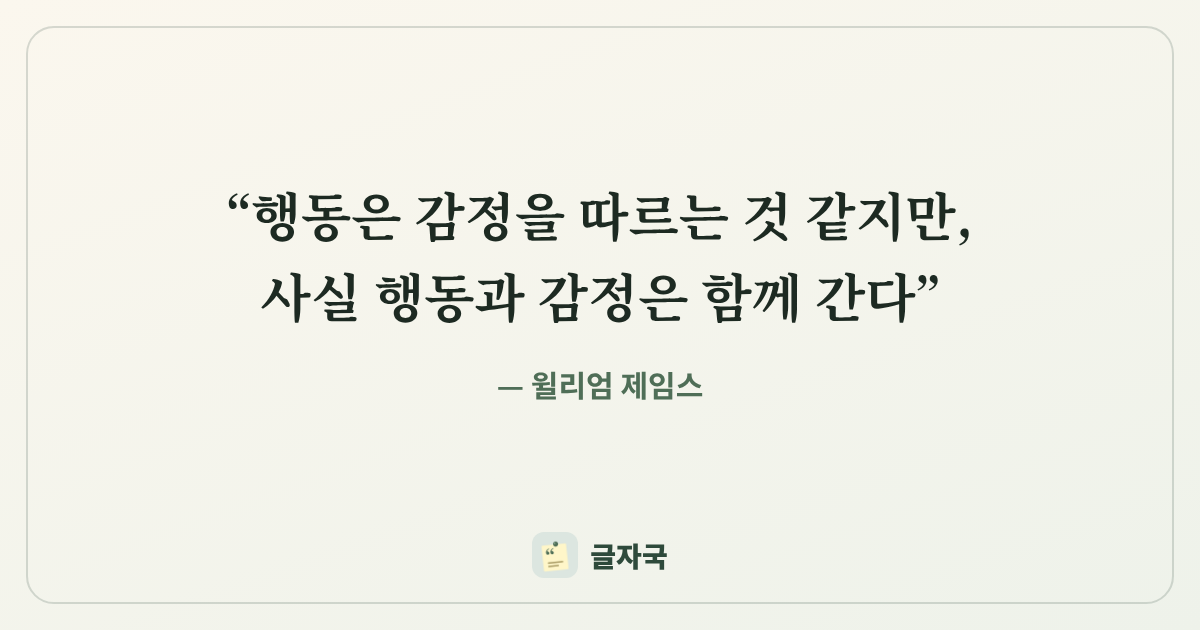 “행동은 감정을 따르는 것 같지만,
사실 행동과 감정은 함께 간다”
— 윌리엄 제임스
글자국